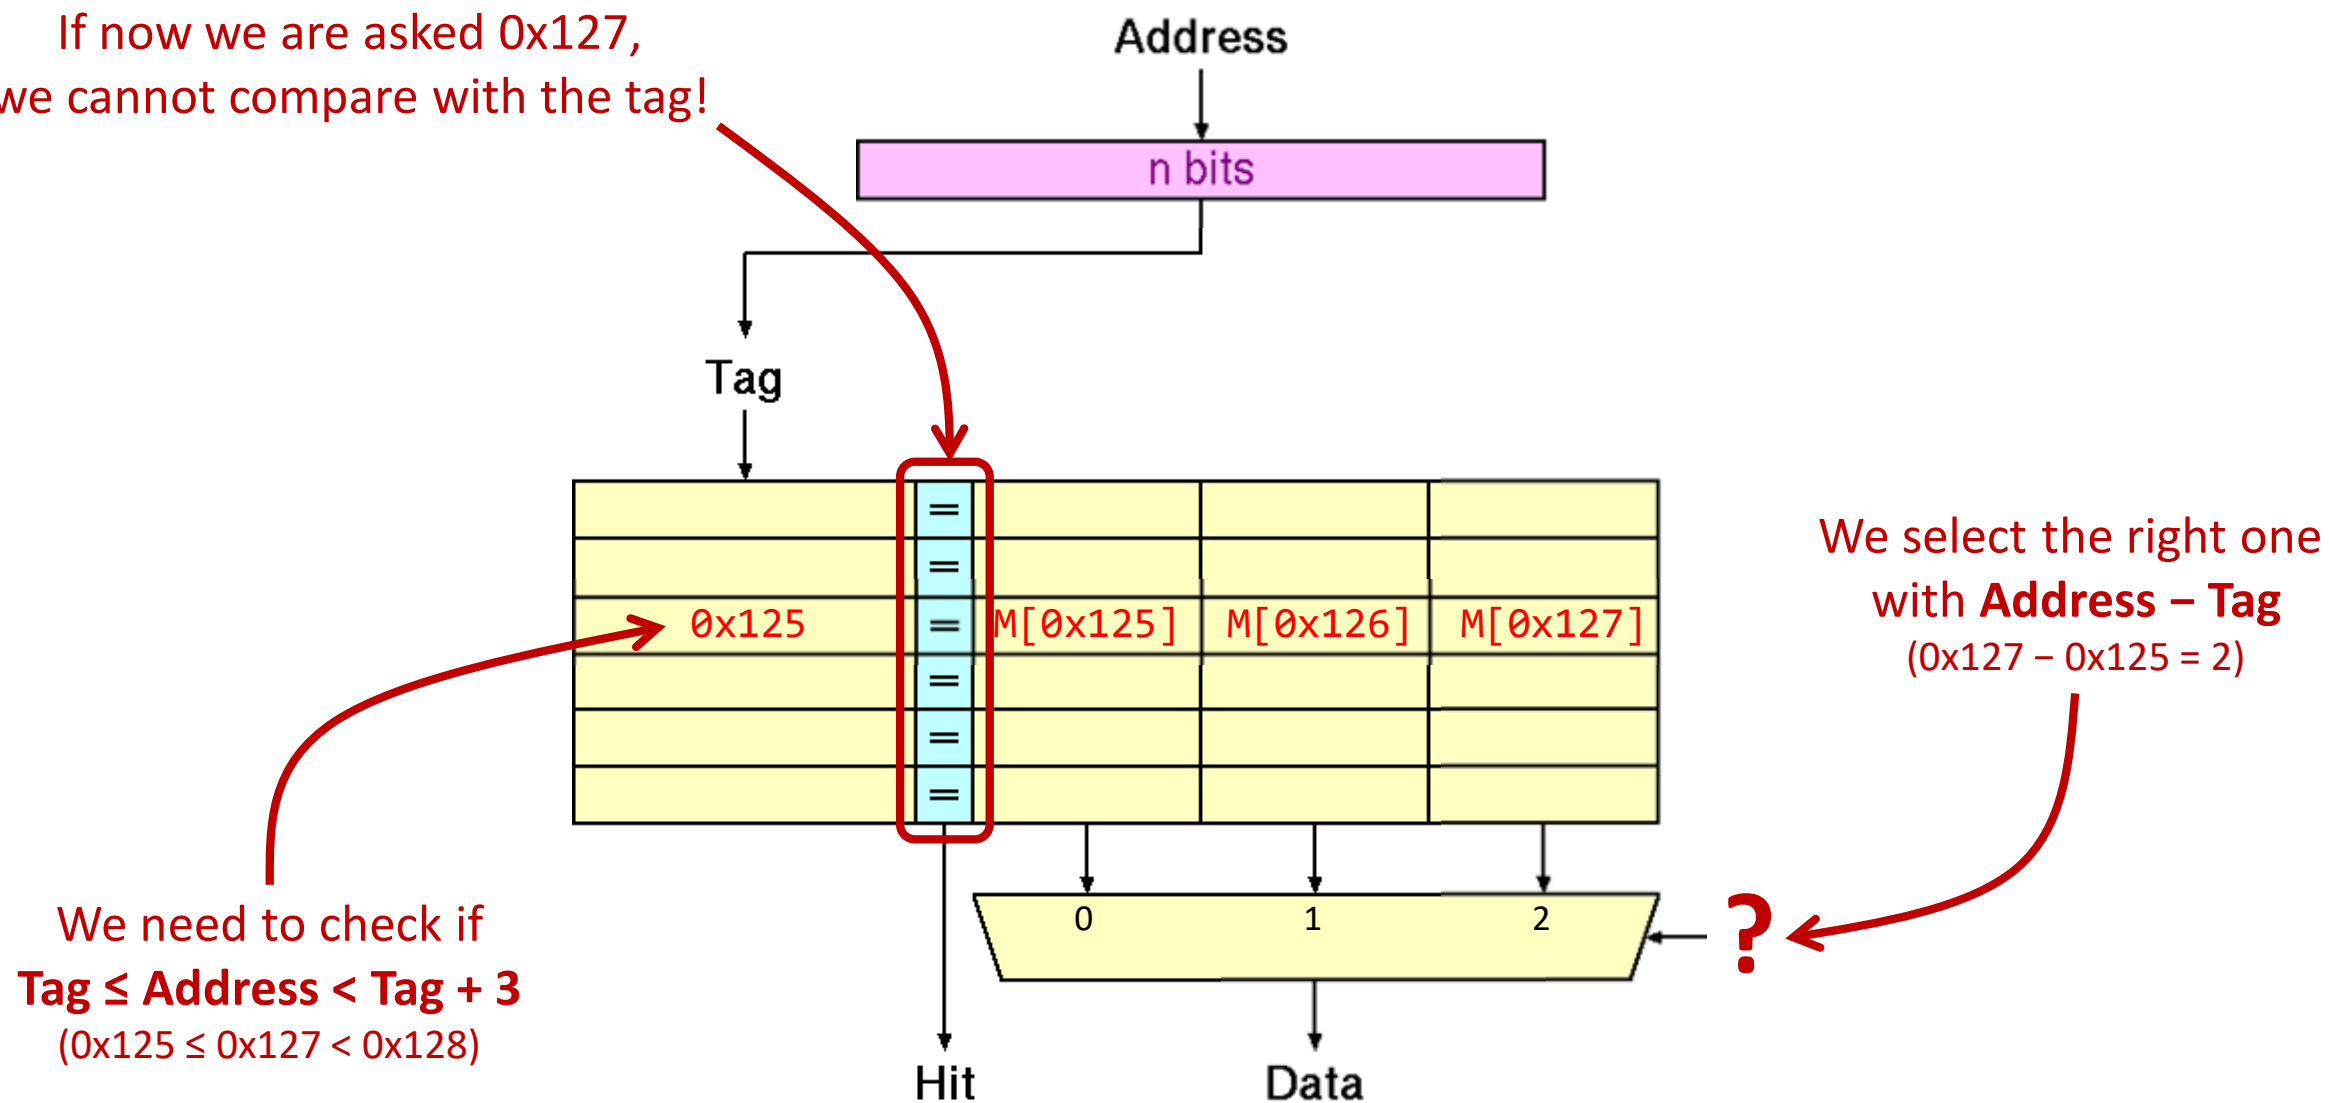 If now we are asked 0x127,
we cannot compare with the tag!
Address
n bits
Tag
=
=
0x125 = M[0x125] M[0x126] M[0x127]
=
=
=
We select the right one
with Address – Tag
(0x127 – 0x125 = 2)
We need to check if
Tag ≤ Address < Tag + 3
(0x125 ≤ 0x127 < 0x128)
0 1 2
?
Hit
Data